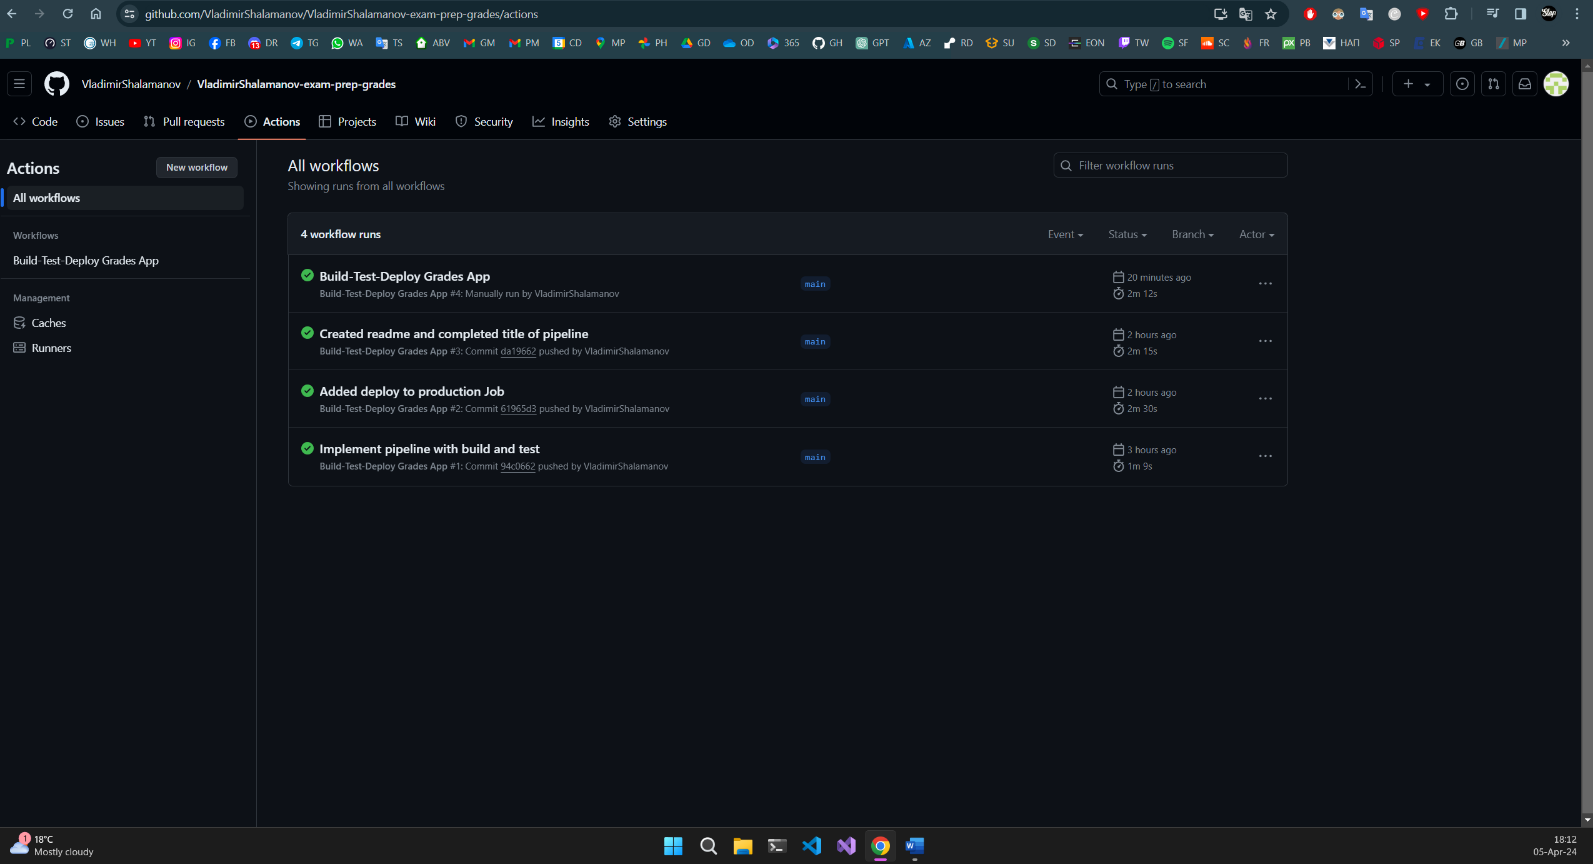 github.com/VladimirShalamanov/VladimirShalamanov-exam-prep-grades/actions
PL ST WH YT IG FB DR TG WA TS ABV GM PM CD MP PH GD OD 365 GH GPT AZ RD SU SD EON TW SF SC FR PB НАП SP EK GB MP »
VladimirShalamanov / VladimirShalamanov-exam-prep-grades
Type / to search
Code Issues Pull requests Actions Projects Wiki Security Insights Settings
Actions
New workflow
All workflows
Workflows
Build-Test-Deploy Grades App
Management
Caches
Runners
All workflows
Showing runs from all workflows
Filter workflow runs
4 workflow runs
Event Status Branch Actor
Build-Test-Deploy Grades App
Build-Test-Deploy Grades App #4: Manually run by VladimirShalamanov
main
20 minutes ago
2m 12s
Created readme and completed title of pipeline
Build-Test-Deploy Grades App #3: Commit da19662 pushed by VladimirShalamanov
main
2 hours ago
2m 15s
Added deploy to production Job
Build-Test-Deploy Grades App #2: Commit 61965d3 pushed by VladimirShalamanov
main
2 hours ago
2m 30s
Implement pipeline with build and test
Build-Test-Deploy Grades App #1: Commit 94c0662 pushed by VladimirShalamanov
main
3 hours ago
1m 9s
1
18°C
Mostly cloudy
18:12
05-Apr-24